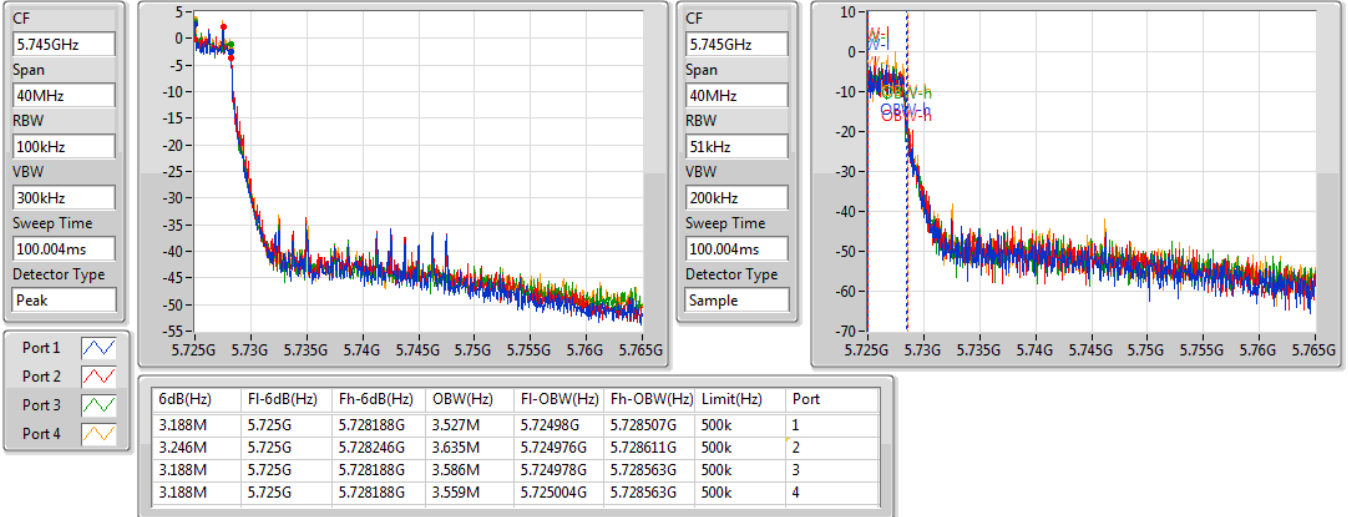 CF
5.745GHz
Span
40MHz
RBW
100kHz
VBW
300kHz
Sweep Time
100.004ms
Detector Type
Peak
5
0
-5
-10
-15
-20
-25
-30
-35
-40
-45
-50
-55
5.725G 5.73G 5.735G 5.74G 5.745G 5.75G 5.755G 5.76G 5.765G
CF
5.745GHz
Span
40MHz
RBW
51kHz
VBW
200kHz
Sweep Time
100.004ms
Detector Type
Sample
10
0
-10
-20
-30
-40
-50
-60
-70
W-l
W-l
OBW-h
OBW-h
OBW-h
5.725G 5.73G 5.735G 5.74G 5.745G 5.75G 5.755G 5.76G 5.765G
Port 1
Port 2
Port 3
Port 4
6dB(Hz) Fl-6dB(Hz) Fh-6dB(Hz) OBW(Hz) Fl-OBW(Hz) Fh-OBW(Hz) Limit(Hz) Port
3.188M 5.725G 5.728188G 3.527M 5.72498G 5.728507G 500k 1
3.246M 5.725G 5.728246G 3.635M 5.724976G 5.728611G 500k 2
3.188M 5.725G 5.728188G 3.586M 5.724978G 5.728563G 500k 3
3.188M 5.725G 5.728188G 3.559M 5.725004G 5.728563G 500k 4